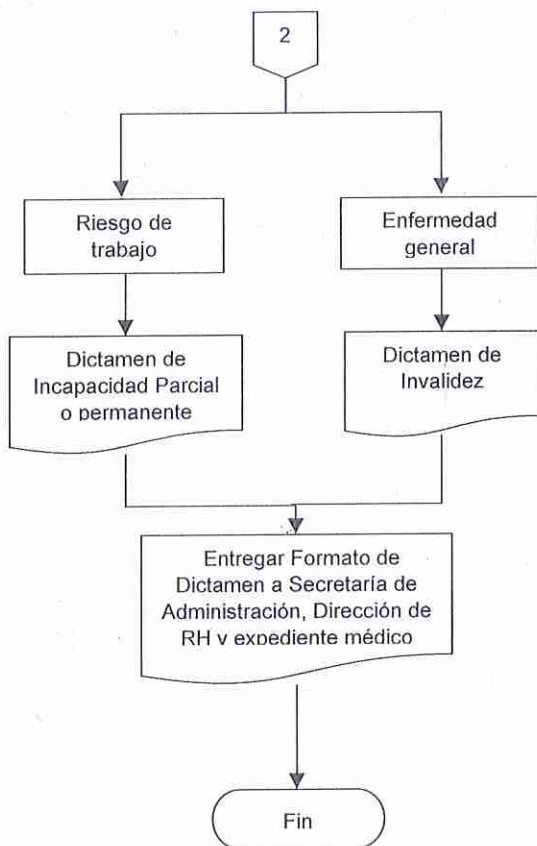 2
Riesgo de
trabajo
Enfermedad
general
Dictamen de
Incapacidad Parcial
o permanente
Dictamen de
Invalidez
Entregar Formato de
Dictamen a Secretaría de
Administración, Dirección de
RH y expediente médico
Fin